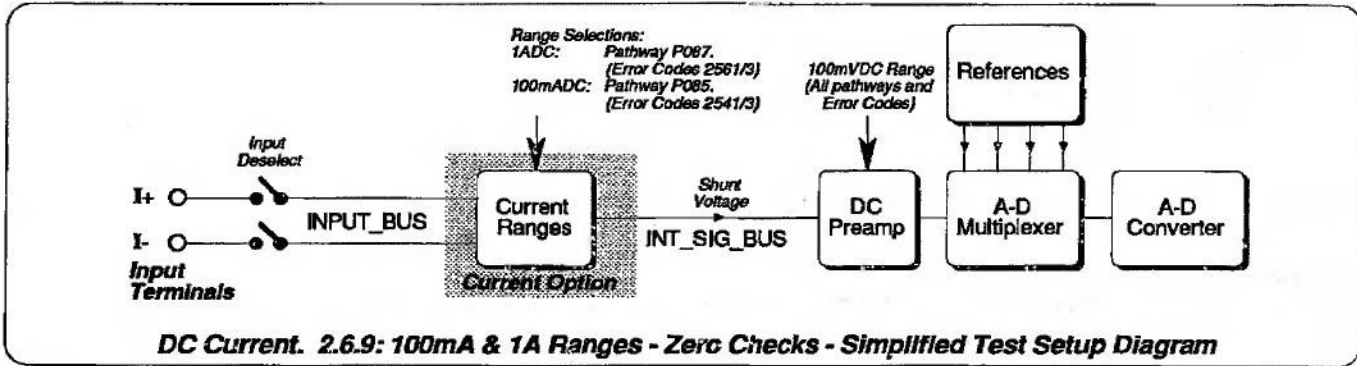 Range Selections:
1ADC: Pathway P087.
(Error Codes 2561/3)
100mADC: Pathway P085.
(Error Codes 2541/3)
100mVDC Range
(All pathways and
Error Codes)
References
Input
Deselect
I+
I-
Input
Terminals
INPUT_BUS
Current
Ranges
Current Option
Shunt
Voltage
INT_SIG_BUS
DC
Preamp
A-D
Multiplexer
A-D
Converter
DC Current. 2.6.9: 100mA & 1A Ranges - Zero Checks - Simplified Test Setup Diagram